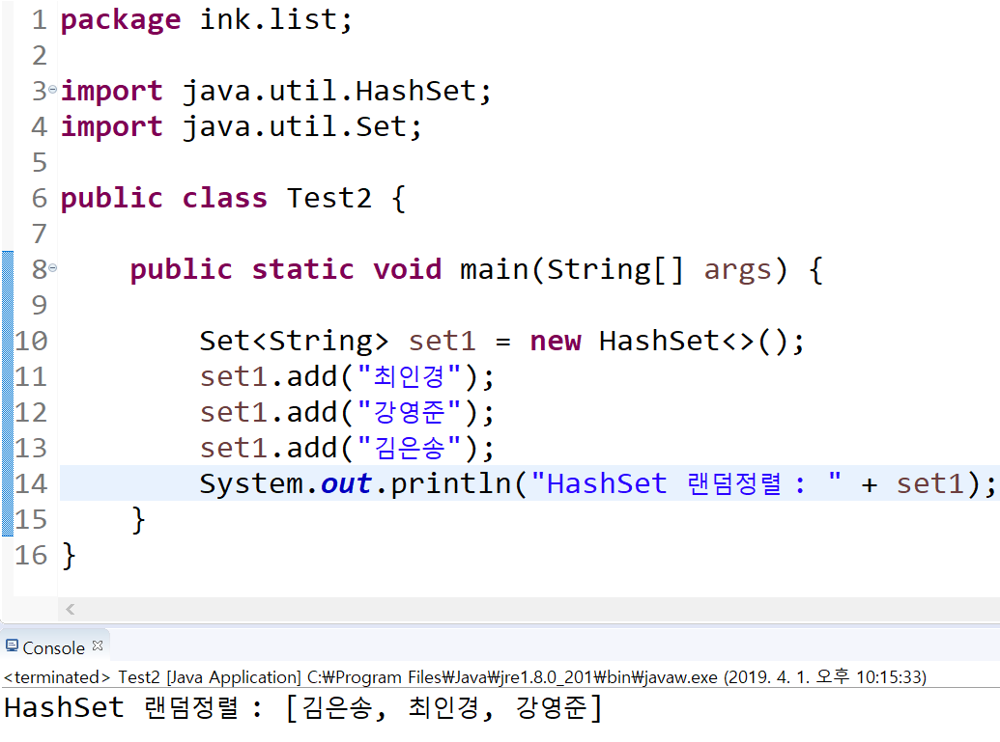 1 package ink.list;
2
3 import java.util.HashSet;
4 import java.util.Set;
5
6 public class Test2 {
7
8     public static void main(String[] args) {
9
10         Set<String> set1 = new HashSet<>();
11         set1.add("최인경");
12         set1.add("강영준");
13         set1.add("김은송");
14         System.out.println("HashSet 랜덤정렬 : " + set1);
15     }
16 }
Console
<terminated> Test2 [Java Application] C:₩Program Files₩Java₩jre1.8.0_201₩bin₩javaw.exe (2019. 4. 1. 오후 10:15:33)
HashSet 랜덤정렬 : [김은송, 최인경, 강영준]